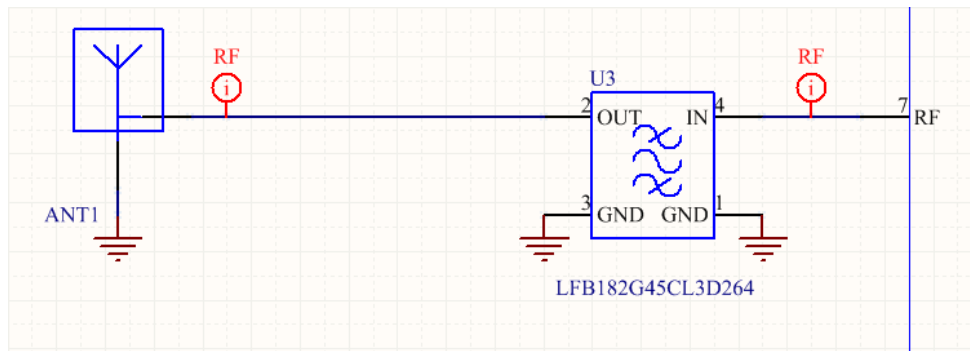 RF
RF
U3
2
OUT
IN
4
7
RF
i
i
ANT1
3
GND
GND
1
LFB182G45CL3D264